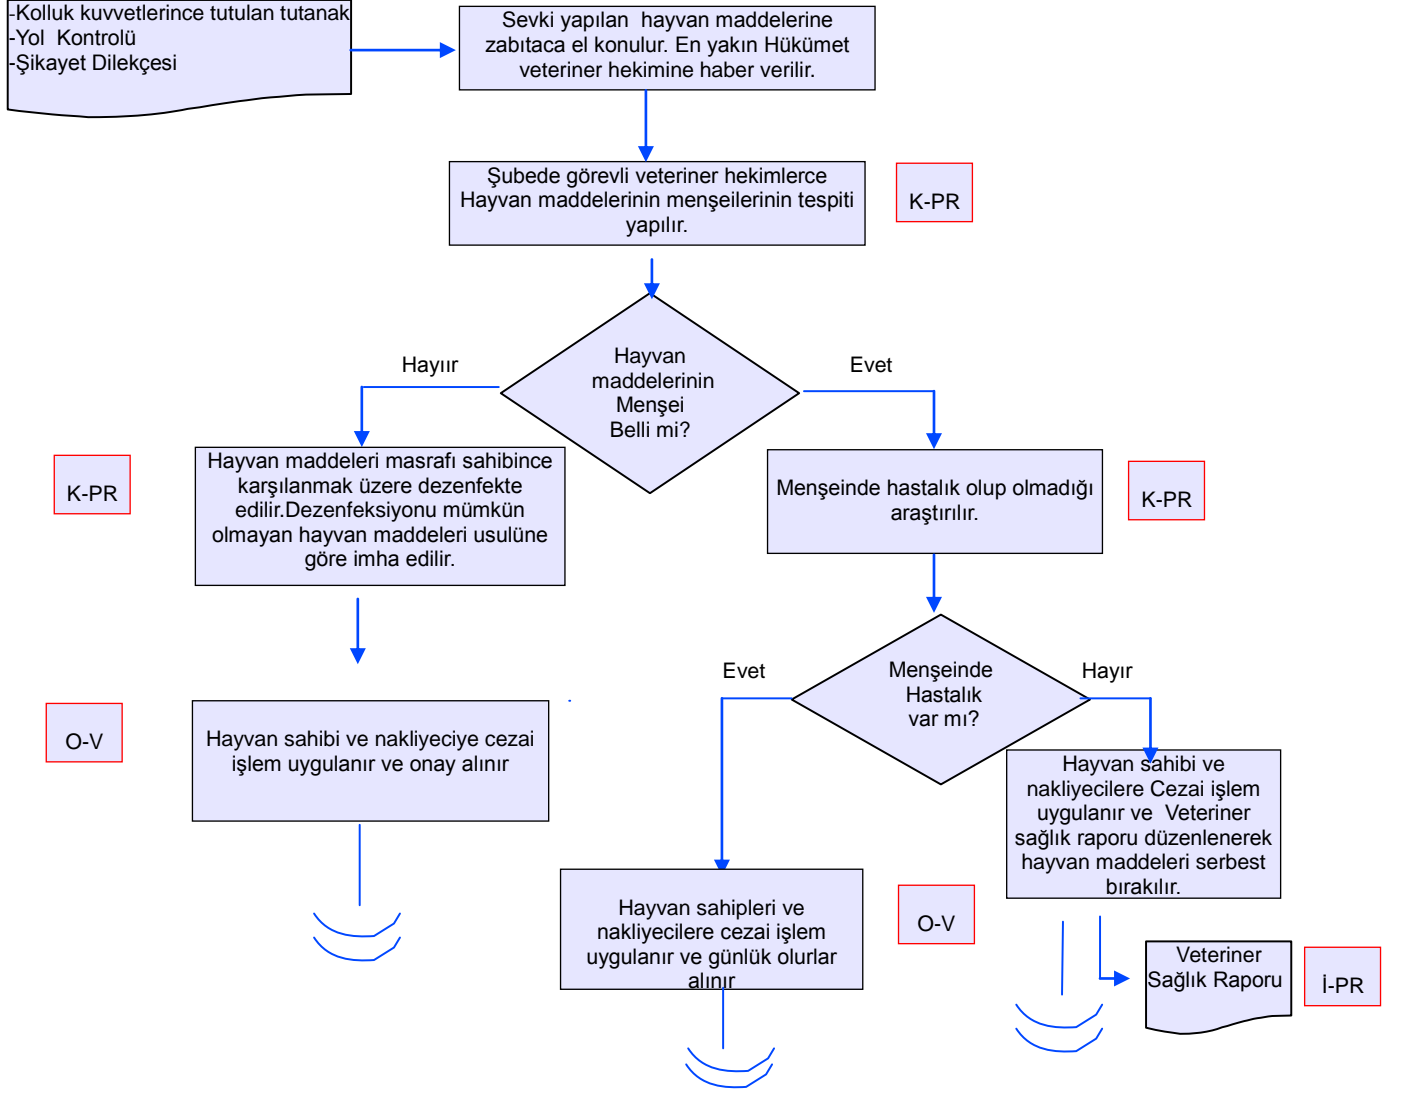 -Kolluk kuvvetlerince tutulan tutanak
-Yol Kontrolü
-Şikayet Dilekçesi
Sevki yapılan hayvan maddelerine
zabıtaca el konulur. En yakın Hükümet
veteriner hekimine haber verilir.
Şubede görevli veteriner hekimlerce
Hayvan maddelerinin menşeilerinin tespiti
yapılır.
K-PR
Hayvan
maddelerinin
Menşei
Belli mi?
Hayıır
Evet
Hayvan maddeleri masrafı sahibince
karşılanmak üzere dezenfekte
edilir.Dezenfeksiyonu mümkün
olmayan hayvan maddeleri usulüne
göre imha edilir.
K-PR
Menşeinde hastalık olup olmadığı
araştırılır.
K-PR
Menşeinde
Hastalık
var mı?
Evet
Hayır
O-V
Hayvan sahibi ve nakliyeciye cezai
işlem uygulanır ve onay alınır
Hayvan sahibi ve
nakliyecilere Cezai işlem
uygulanır ve Veteriner
sağlık raporu düzenlenerek
hayvan maddeleri serbest
bırakılır.
Hayvan sahipleri ve
nakliyecilere cezai işlem
uygulanır ve günlük olurlar
alınır
O-V
Veteriner
Sağlık Raporu
İ-PR